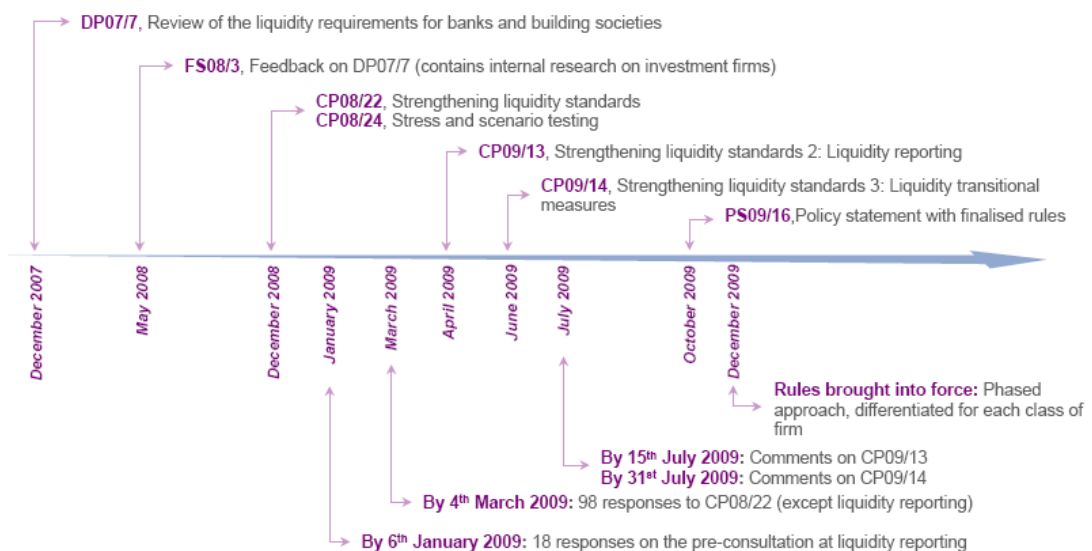 DP07/7, Review of the liquidity requirements for banks and building societies
FS08/3, Feedback on DP07/7 (contains internal research on investment firms)
CP08/22, Strengthening liquidity standards
CP08/24, Stress and scenario testing
CP09/13, Strengthening liquidity standards 2: Liquidity reporting
CP09/14, Strengthening liquidity standards 3: Liquidity transitional
measures
PS09/16,Policy statement with finalised rules
December 2007
May 2008
December 2008
January 2009
March 2009
April 2009
June 2009
July 2009
October 2009
December 2009
Rules brought into force: Phased
approach, differentiated for each class of
firm
By 15th July 2009: Comments on CP09/13
By 31st July 2009: Comments on CP09/14
By 4th March 2009: 98 responses to CP08/22 (except liquidity reporting)
By 6th January 2009: 18 responses on the pre-consultation at liquidity reporting